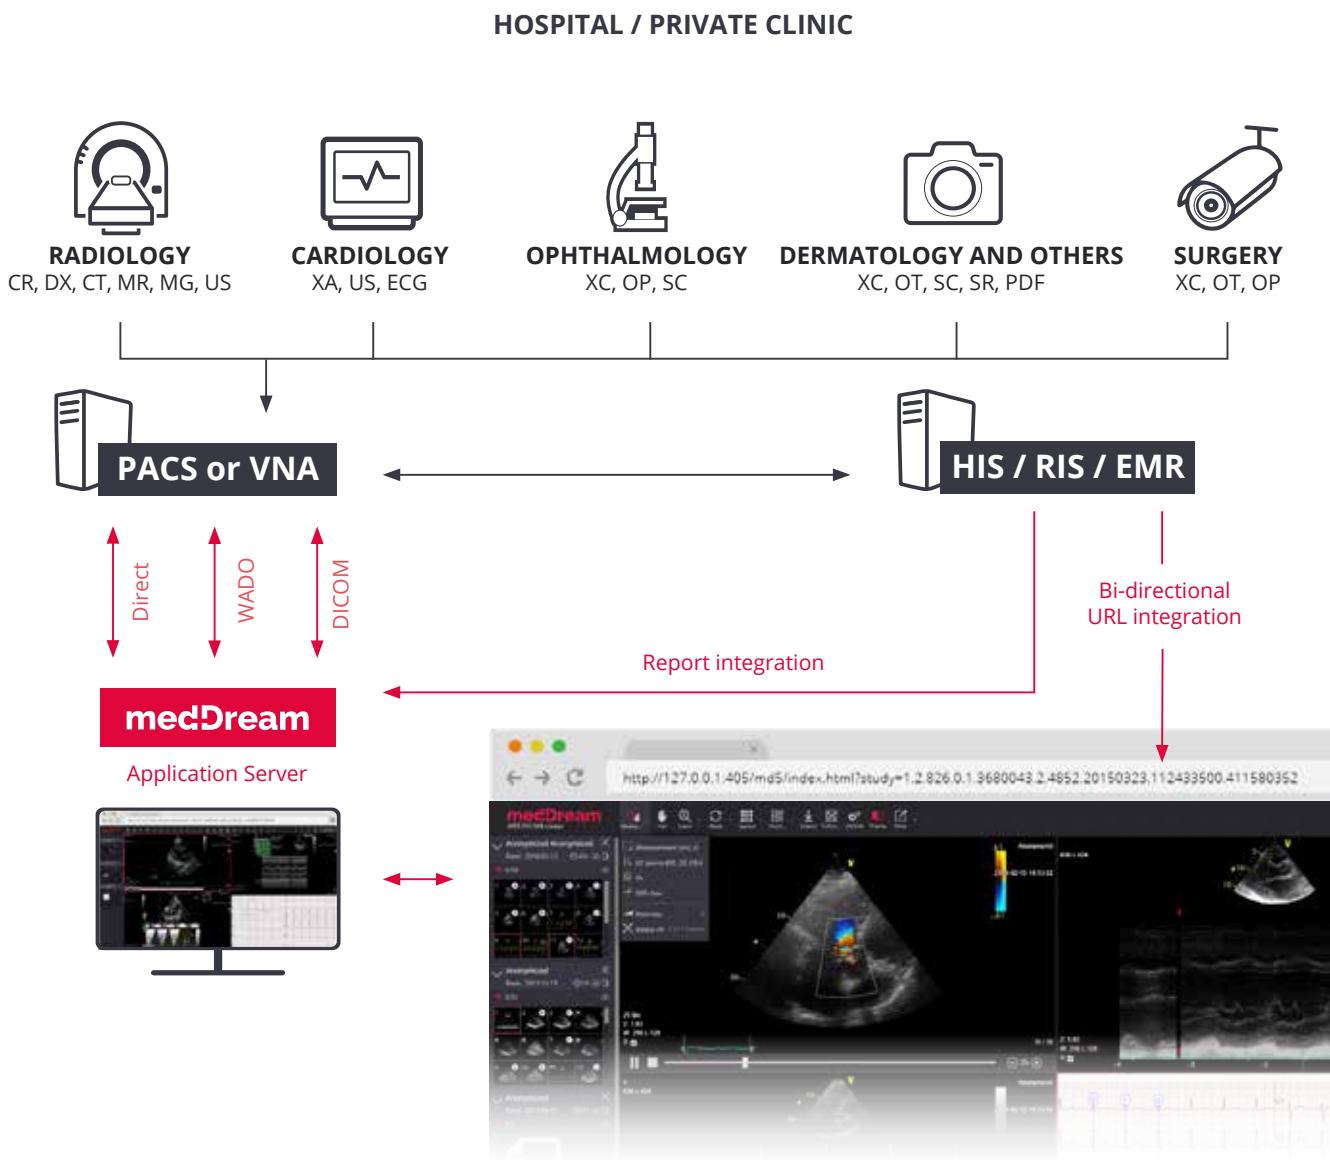 HOSPITAL / PRIVATE CLINIC
RADIOLOGY
CR, DX, CT, MR, MG, US
CARDIOLOGY
XA, US, ECG
OPHTHALMOLOGY
XC, OP, SC
DERMATOLOGY AND OTHERS
XC, OT, SC, SR, PDF
SURGERY
XC, OT, OP
PACS or VNA
HIS / RIS / EMR
Direct
WADO
DICOM
Bi-directional
URL integration
Report integration
medDream
Application Server
http://127.0.0.1.405/md5/index.html?study=1.2.826.0.1.3680043.2.4852.20150323.112433500.411580352
medDream